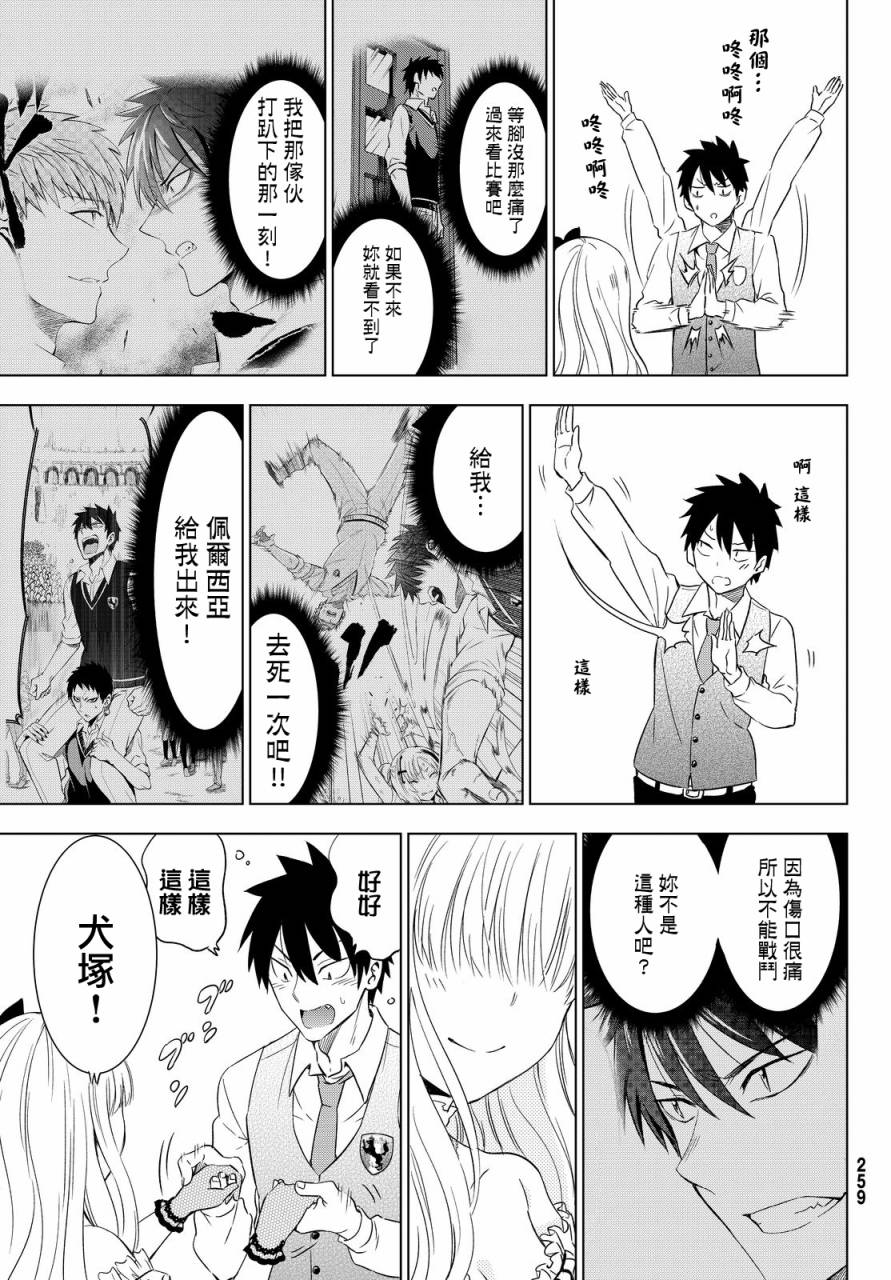 那個…
咚咚啊咚
咚咚啊咚
等腳沒那麼痛了
過來看比賽吧
如果不來
妳就看不到了
我把那傢伙
打趴下的那一刻！
啊 這樣
這樣
給我…
去死一次吧!!
佩爾西亞
給我出來！
因為傷口很痛
所以不能戰鬥
妳不是
這種人吧？
好好
這樣
這樣
犬塚！
259